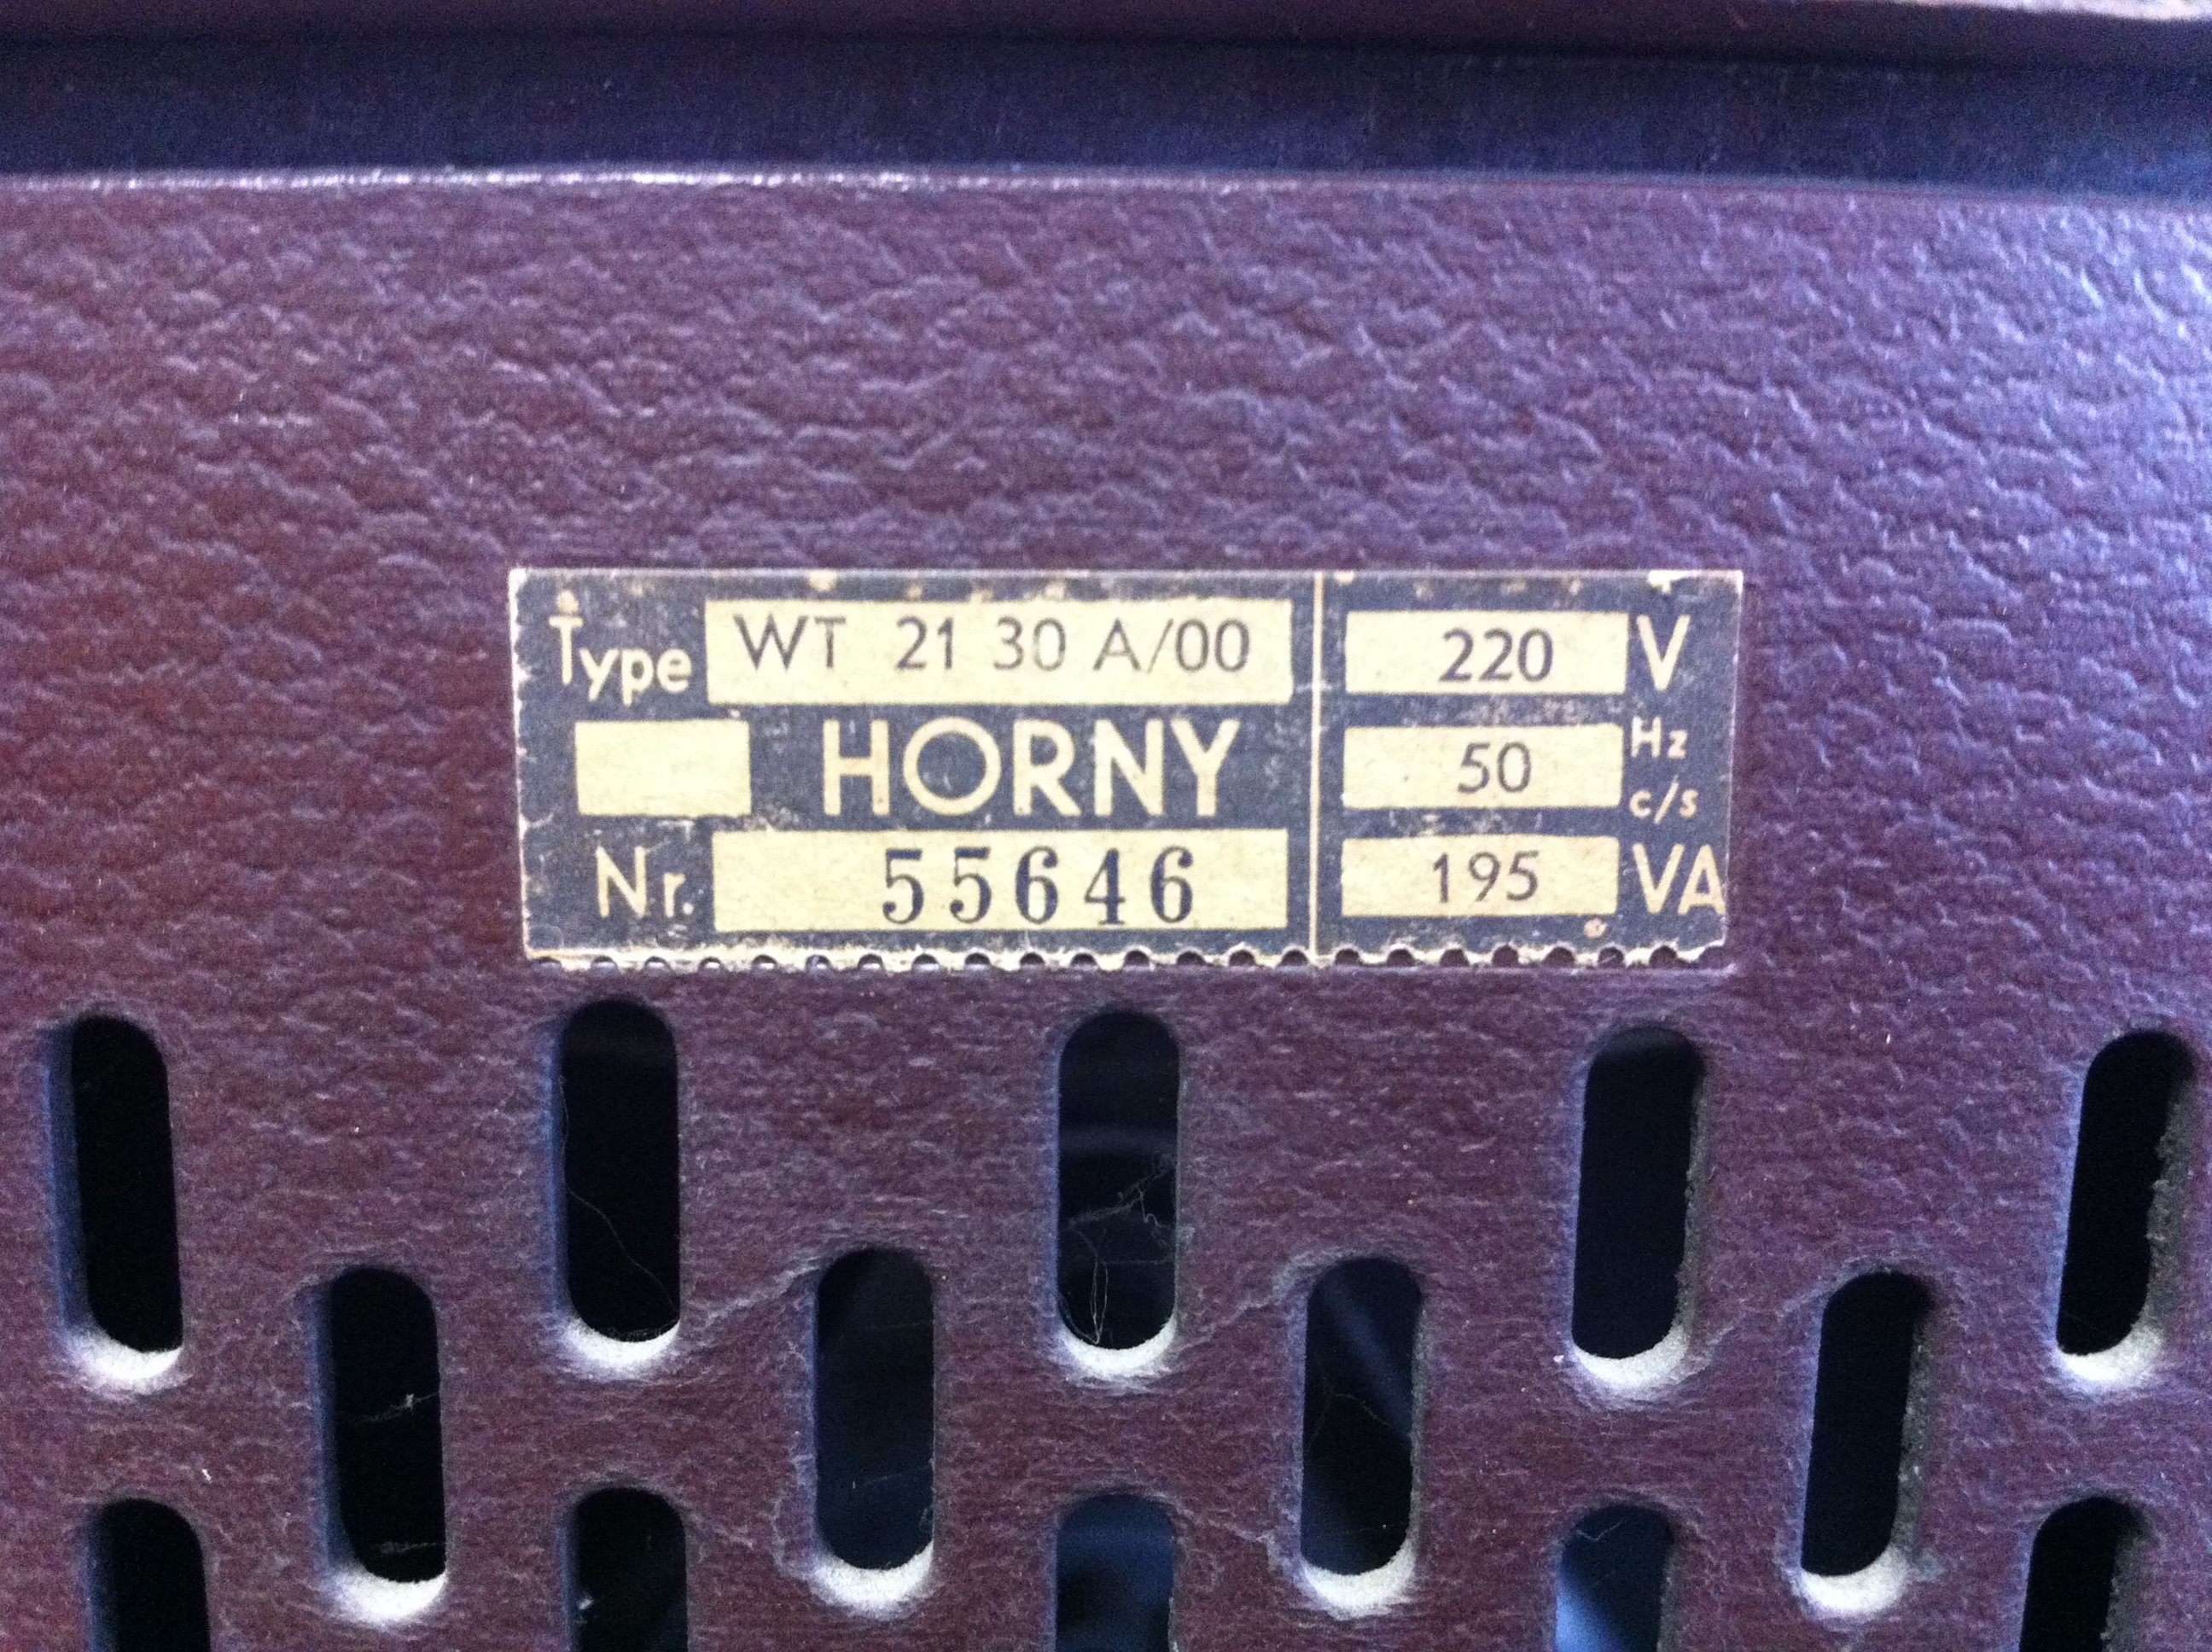 Type WT 21 30 A/00
HORNY
Nr. 55646
220 V
50 Hz c/s
195 VA